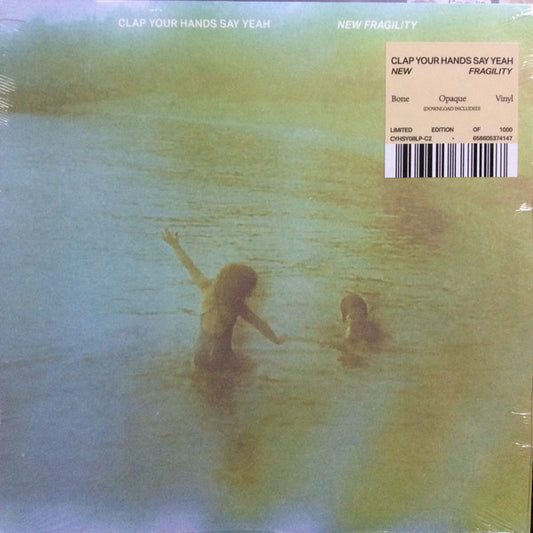 CLAP YOUR HANDS SAY YEAH NEW FRAGILITY
CLAP YOUR HANDS SAY YEAH
NEW FRAGILITY
Bone Opaque Vinyl
(DOWNLOAD INCLUDED)
LIMITED EDITION OF 1000
CYHSY08LP-C2 - 656605374147